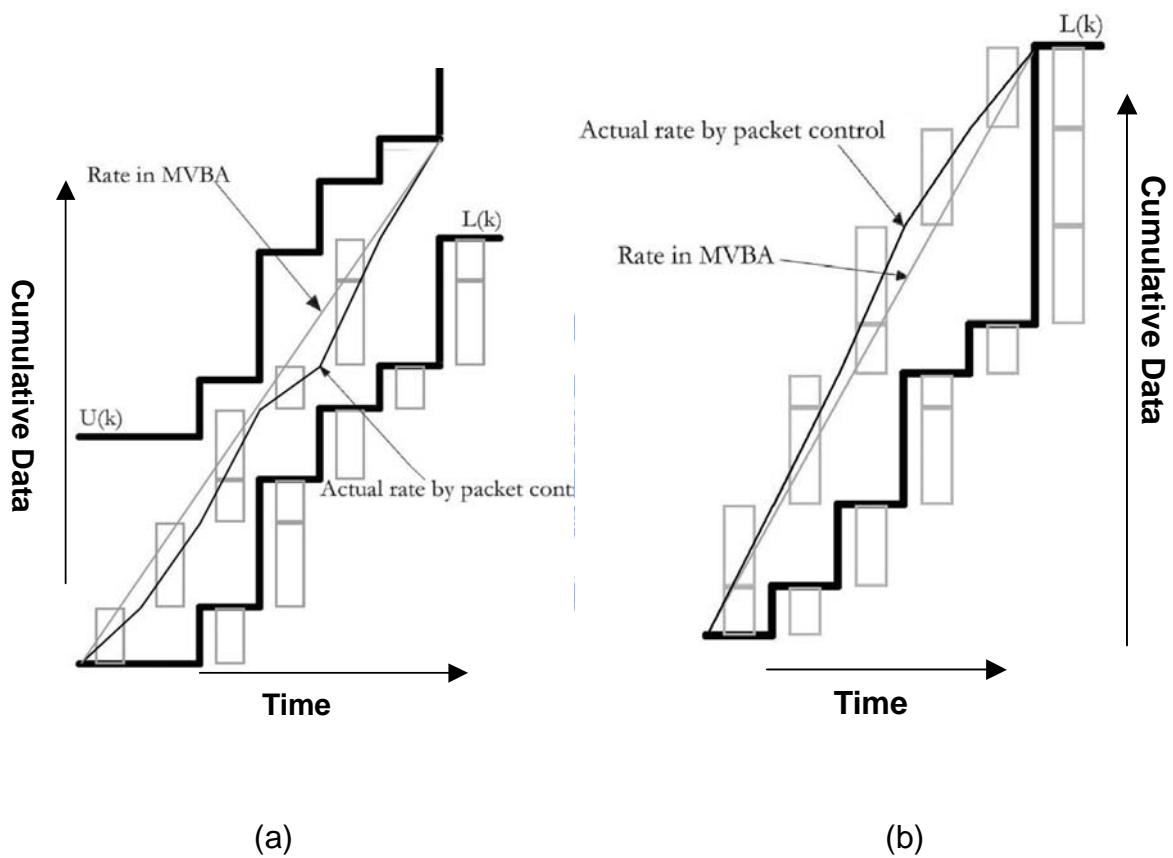 Rate in MVBA
L(k)
U(k)
Actual rate by packet cont
Cumulative Data
Time
(a)
L(k)
Actual rate by packet control
Rate in MVBA
Cumulative Data
Time
(b)